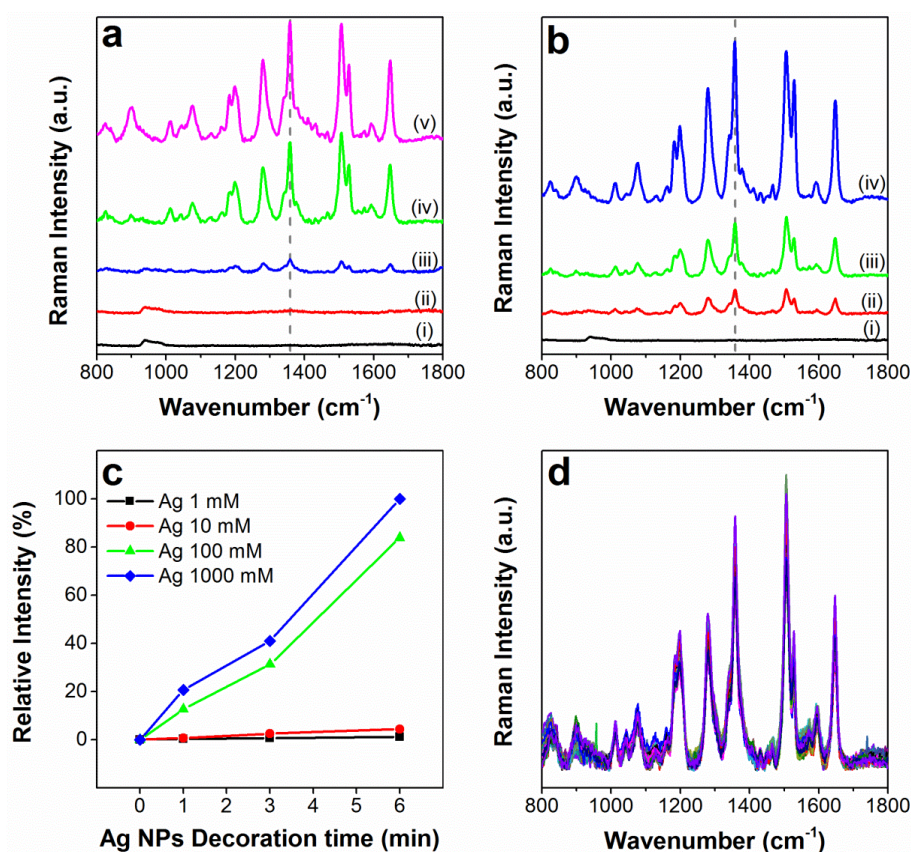 a
Raman Intensity (a.u.)
(v)
(iv)
(iii)
(ii)
(i)
800 1000 1200 1400 1600 1800
Wavenumber (cm⁻¹)
b
Raman Intensity (a.u.)
(iv)
(iii)
(ii)
(i)
800 1000 1200 1400 1600 1800
Wavenumber (cm⁻¹)
c
Relative Intensity (%)
100
80
60
40
20
0
Ag 1 mM
Ag 10 mM
Ag 100 mM
Ag 1000 mM
0 1 2 3 4 5 6
Ag NPs Decoration time (min)
d
Raman Intensity (a.u.)
800 1000 1200 1400 1600 1800
Wavenumber (cm⁻¹)